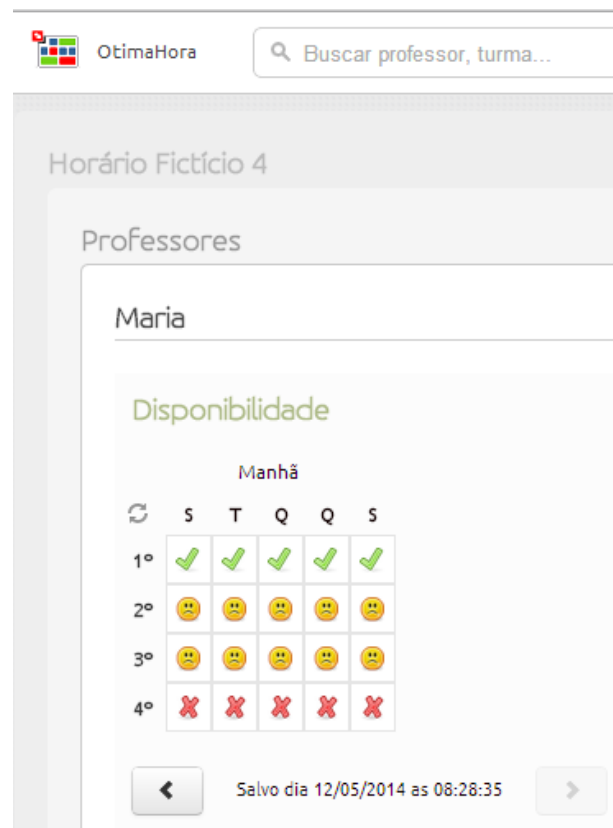 OtimaHora
Buscar professor, turma...
Horário Fictício 4
Professores
Maria
Disponibilidade
Manhã
S T Q Q S
1º
2º
3º
4º
Salvo dia 12/05/2014 as 08:28:35